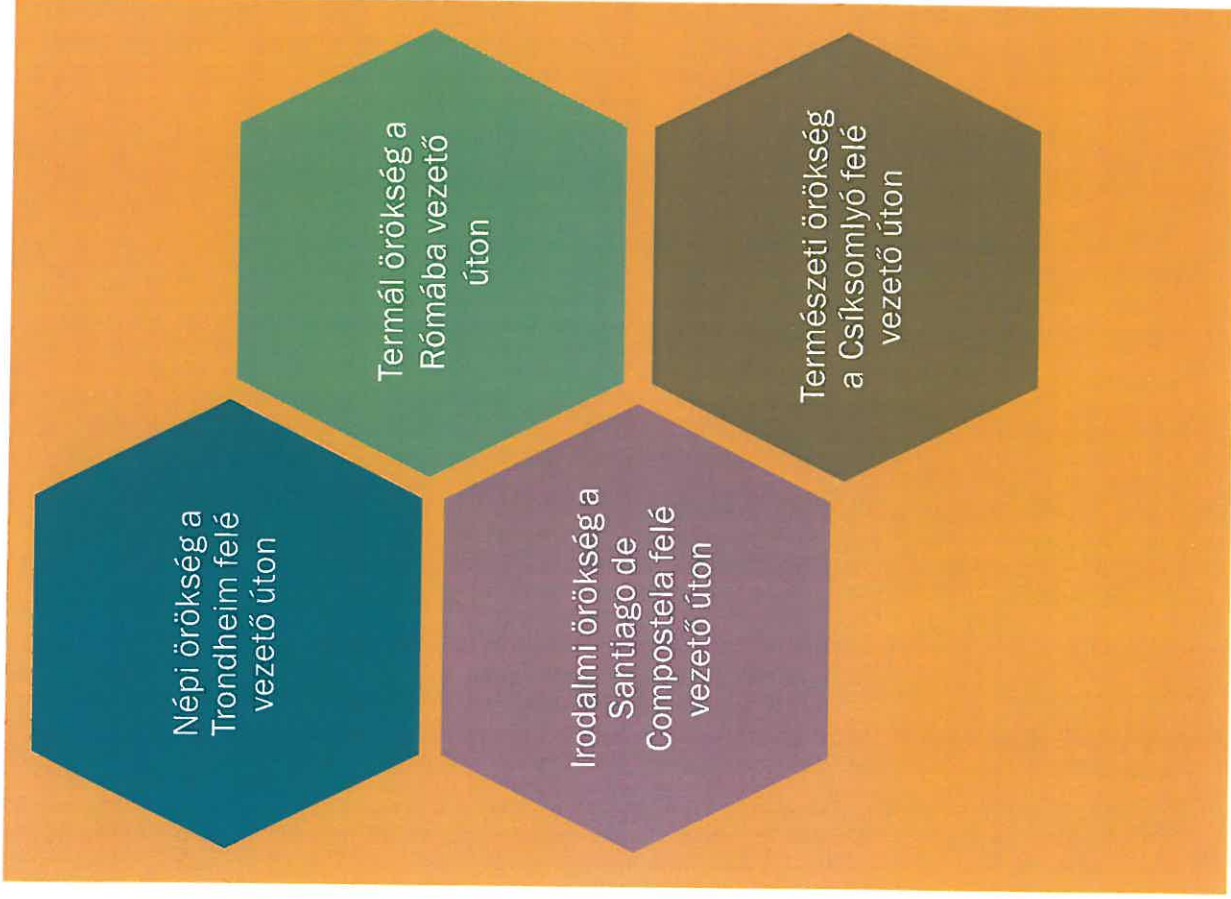 Népi örökség a
Trondheim felé
vezető úton
Termál örökség a
Rómába vezető
úton
Irodalmi örökség a
Santiago de
Compostela felé
vezető úton
Természeti örökség
a Csíksomlyó felé
vezető úton